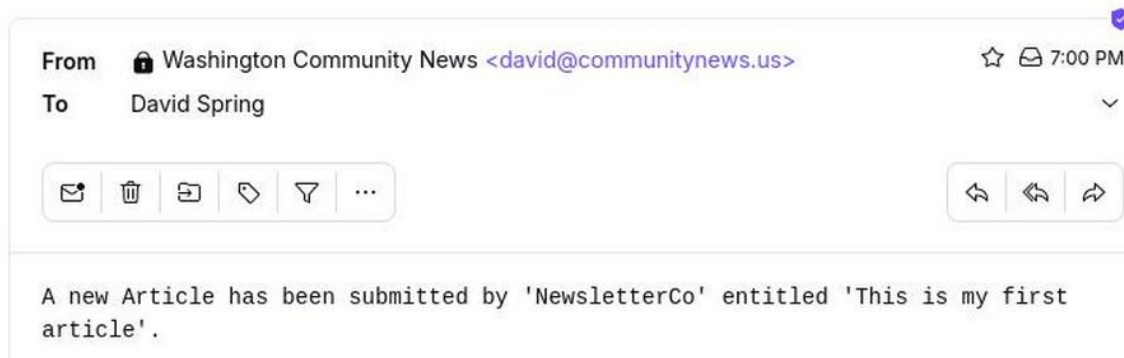 From Washington Community News <david@communitynews.us> 7:00 PM
To David Spring
A new Article has been submitted by 'NewsletterCo' entitled 'This is my first
article'.